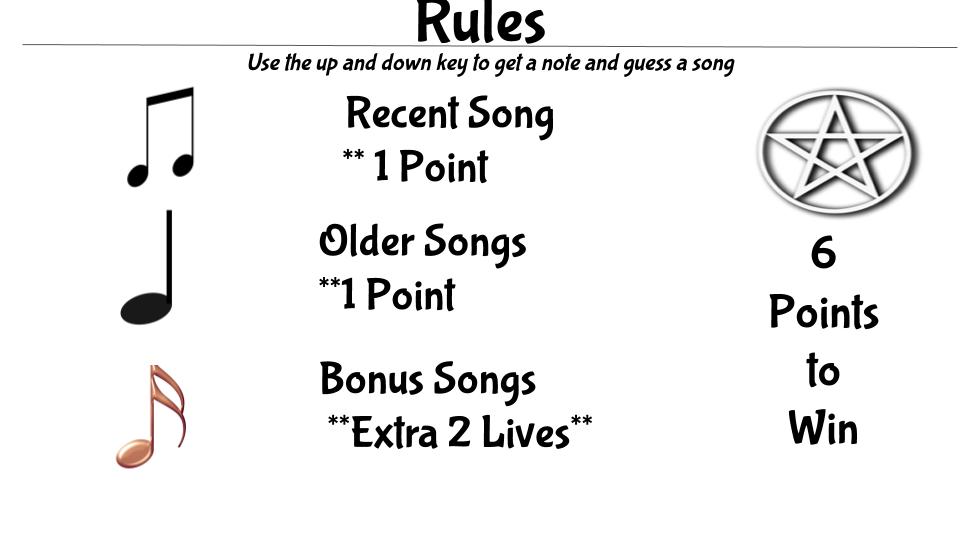 Rules
Use the up and down key to get a note and guess a song
Recent Song
** 1 Point
Older Songs
**1 Point
Bonus Songs
**Extra 2 Lives**
6
Points
to
Win